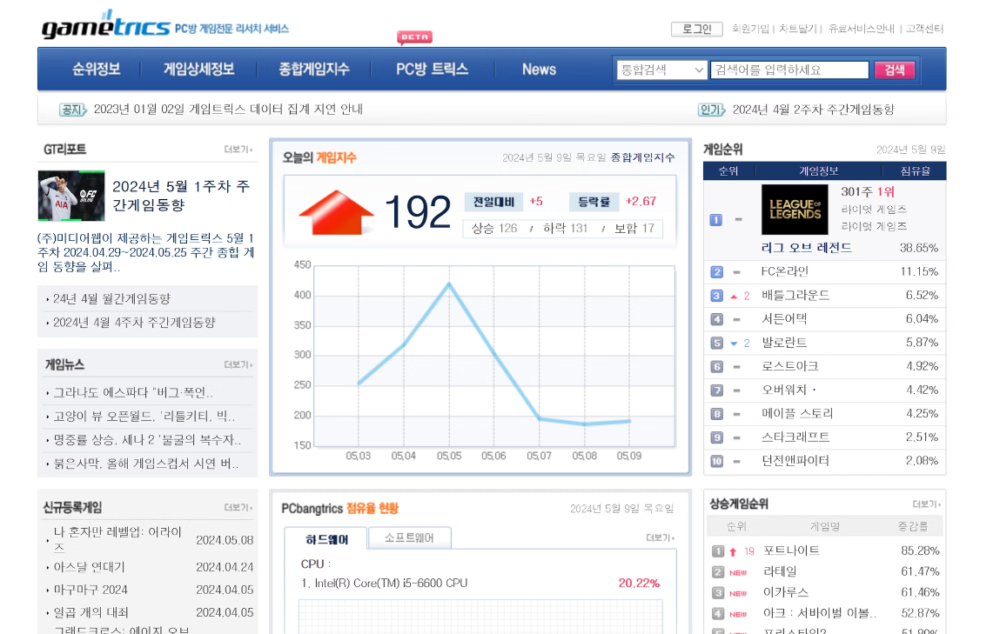 gametrics PC방 게임전문 리서치 서비스
로그인 회원가입 | 차트달기 | 유료서비스안내 | 고객센터
BETA
순위정보 게임상세정보 종합게임지수 PC방 트릭스 News 통합검색 검색어를 입력하세요 검색
공지 2023년 01월 02일 게임트릭스 데이터 집계 지연 안내
인기 2024년 4월 2주차 주간게임동향
GT리포트 더보기
2024년 5월 1주차 주
간게임동향
(주)미디어웹이 제공하는 게임트릭스 5월 1
주차 2024.04.29~2024.05.25 주간 종합 게
임 동향을 살펴..
24년 4월 월간게임동향
2024년 4월 4주차 주간게임동향
게임뉴스 더보기
그라나도 에스파다 "버그·폭언..
고양이 뷰 오픈월드, '리틀키티, 빅..
명중률 상승, 세나 2 '불굴의 복수자..
붉은사막, 올해 게임스컴서 시연 버..
신규등록게임 더보기
나 혼자만 레벨업: 어라이
즈 2024.05.08
아스달 연대기 2024.04.24
마구마구 2024 2024.04.05
일곱 개의 대죄 2024.04.05
그랜드크로스: 에이지 오브
오늘의 게임지수 2024년 5월 9일 목요일 종합게임지수
192 전일대비 +5 등락률 +2.67
상승 126 / 하락 131 / 보합 17
450
400
350
300
250
200
150
05.03 05.04 05.05 05.06 05.07 05.08 05.09
PCbangtrics 점유율 현황 2024년 5월 9일 목요일
하드웨어 소프트웨어 더보기
CPU :
1. Intel(R) Core(TM) i5-6600 CPU 20.22%
게임순위 2024년 5월 9일
순위 게임정보 점유율
1 LEAGUE OF LEGENDS 301주 1위
라이엇 게임즈
라이엇 게임즈
리그 오브 레전드 38.65%
2 FC온라인 11.15%
3 2 배틀그라운드 6.52%
4 서든어택 6.04%
5 2 발로란트 5.87%
6 로스트아크 4.92%
7 오버워치 · 4.42%
8 메이플 스토리 4.25%
9 스타크래프트 2.51%
10 던전앤파이터 2.08%
상승게임순위 더보기
순위 게임명 증감률
1 19 포트나이트 85.28%
2 NEW 라테일 61.47%
3 NEW 이카루스 61.46%
4 NEW 아크 : 서바이벌 이볼.. 52.87%